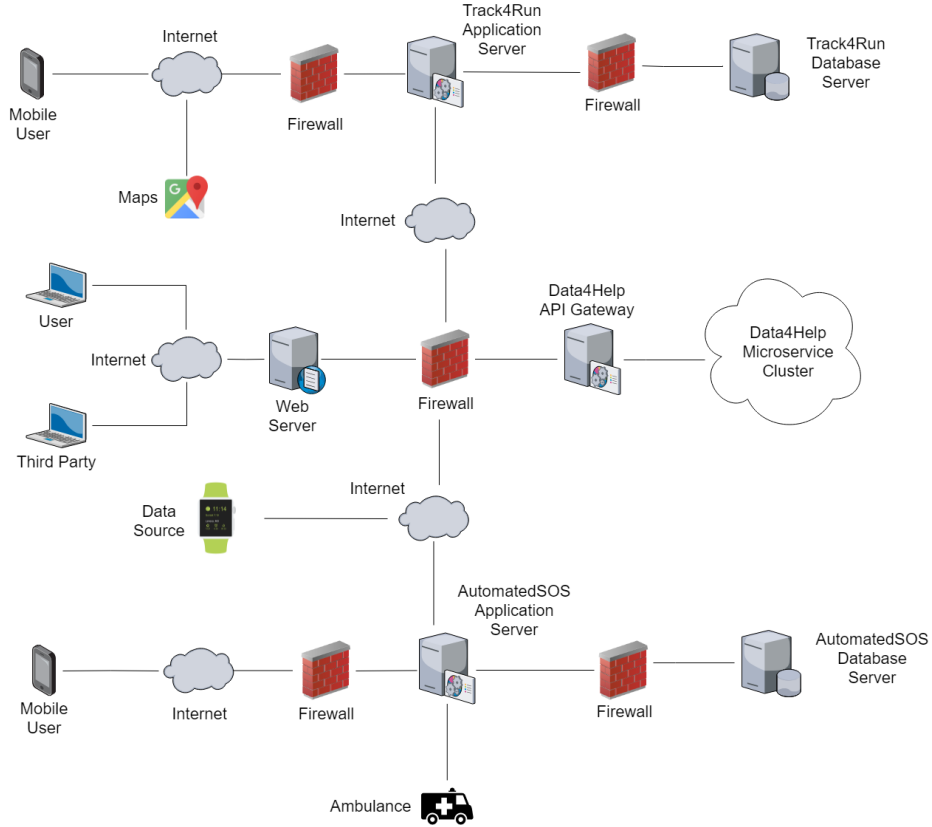 Track4Run
Application
Server
Internet
Track4Run
Database
Server
Mobile
User
Firewall
Firewall
Maps
G
Internet
User
Data4Help
API Gateway
Data4Help
Microservice
Cluster
Internet
Web
Server
Firewall
Third Party
Internet
Data
Source
11:14
AutomatedSOS
Application
Server
AutomatedSOS
Database
Server
Mobile
User
Internet
Firewall
Firewall
Ambulance